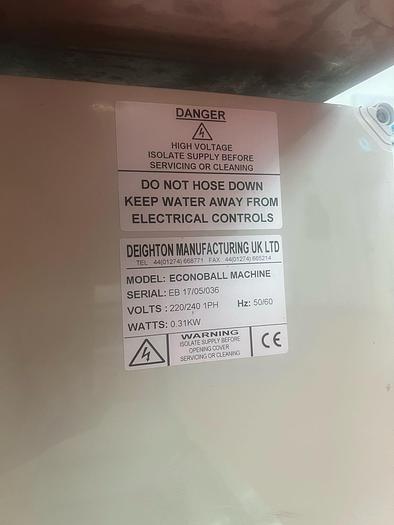 DANGER
HIGH VOLTAGE
ISOLATE SUPPLY BEFORE
SERVICING OR CLEANING
DO NOT HOSE DOWN
KEEP WATER AWAY FROM
ELECTRICAL CONTROLS
DEIGHTON MANUFACTURING UK LTD
TEL 44(01274) 668771 FAX 44(01274) 665214
MODEL: ECONOBALL MACHINE
SERIAL: EB 17/05/036
VOLTS : 220/240 1PH Hz: 50/60
WATTS: 0.31KW
WARNING
ISOLATE SUPPLY BEFORE
OPENING COVER
SERVICING OR CLEANING
CE